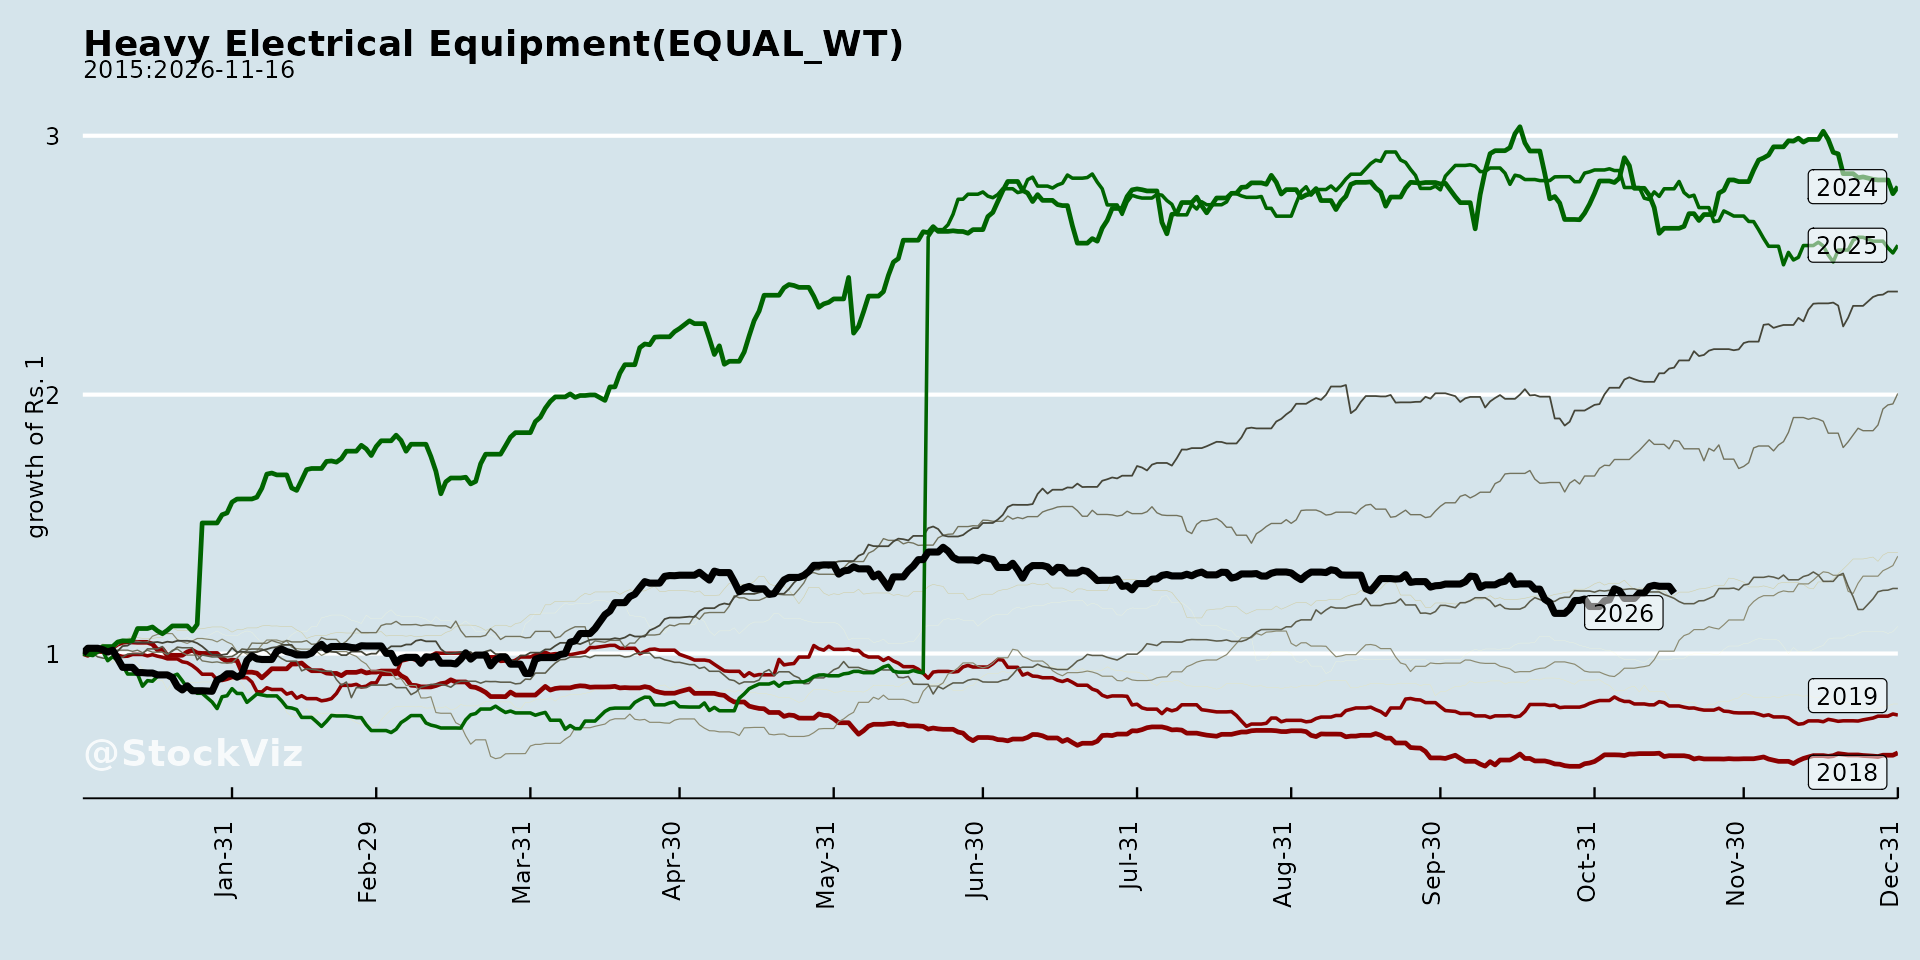 Heavy Electrical Equipment(EQUAL_WT)
2015:2026-11-16
growth of Rs. 1
3
2
1
2024
2025
2026
2019
2018
@StockViz
Jan-31
Feb-29
Mar-31
Apr-30
May-31
Jun-30
Jul-31
Aug-31
Sep-30
Oct-31
Nov-30
Dec-31